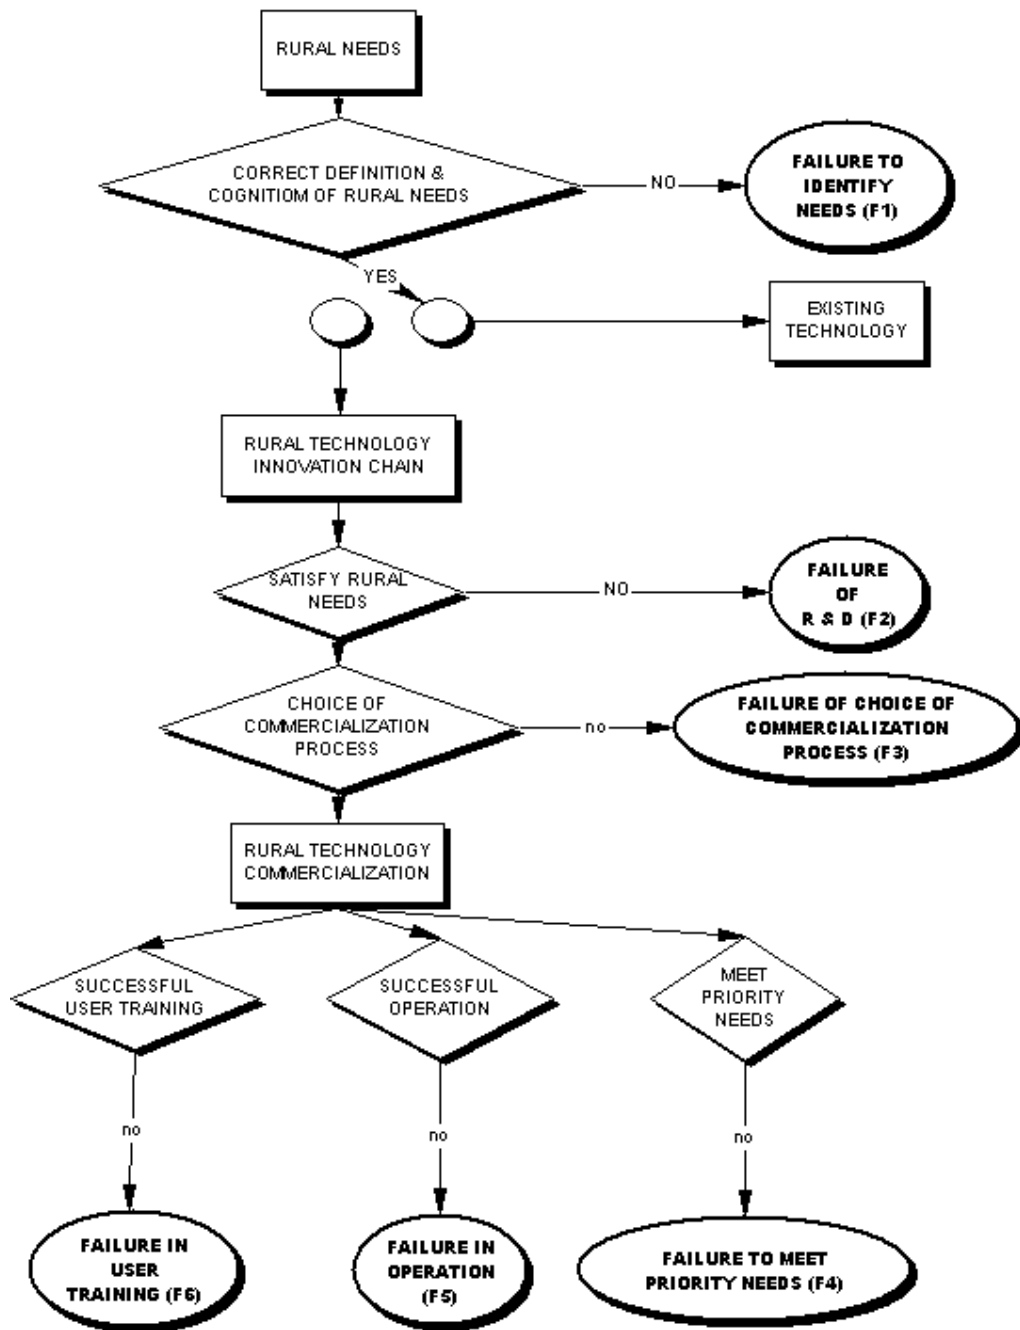 RURAL NEEDS
CORRECT DEFINITION &
COGNITIOM OF RURAL NEEDS
NO
FAILURE TO
IDENTIFY
NEEDS (F1)
YES
EXISTING
TECHNOLOGY
RURAL TECHNOLOGY
INNOVATION CHAIN
SATISFY RURAL
NEEDS
NO
FAILURE
OF
R & D (F2)
CHOICE OF
COMMERCIALIZATION
PROCESS
no
FAILURE OF CHOICE OF
COMMERCIALIZATION
PROCESS (F3)
RURAL TECHNOLOGY
COMMERCIALIZATION
SUCCESSFUL
USER TRAINING
SUCCESSFUL
OPERATION
MEET
PRIORITY
NEEDS
no
no
no
FAILURE IN
USER
TRAINING (F6)
FAILURE IN
OPERATION
(F5)
FAILURE TO MEET
PRIORITY NEEDS (F4)